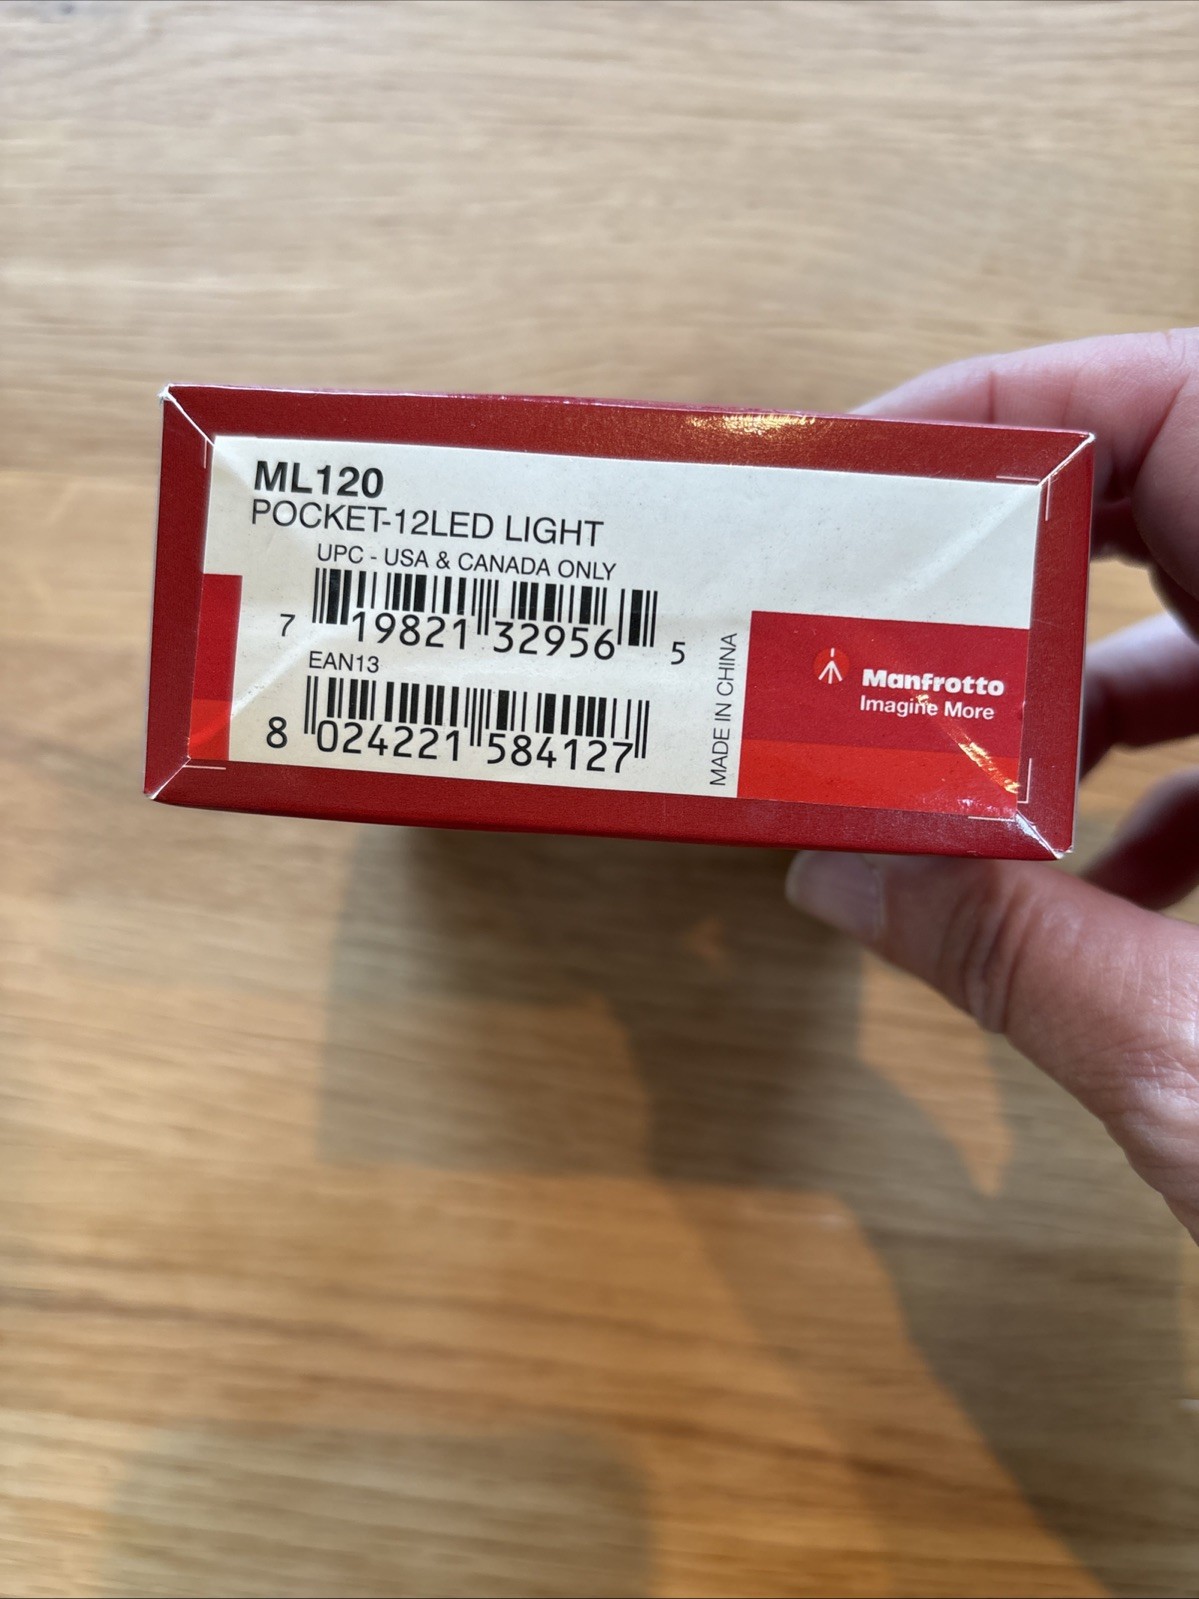 ML120
POCKET-12LED LIGHT
UPC - USA & CANADA ONLY
7 19821 32956 5
EAN13
8 024221 584127
MADE IN CHINA
Manfrotto
Imagine More